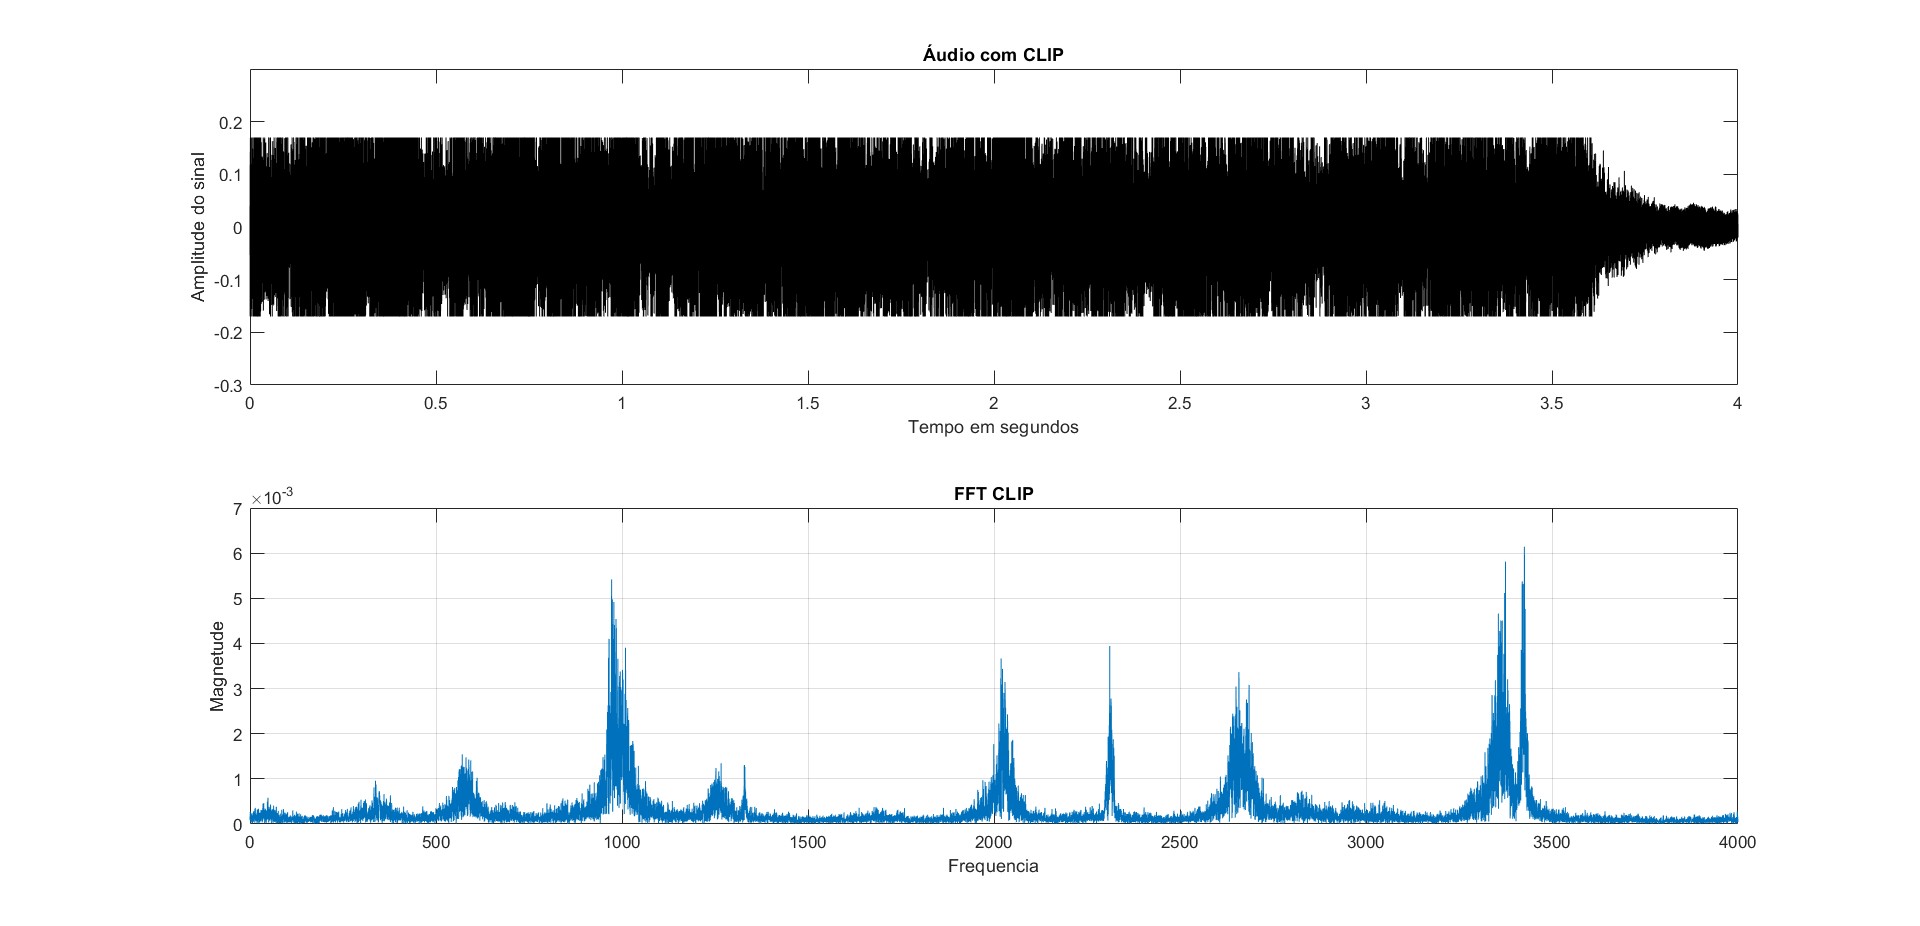 Áudio com CLIP
Amplitude do sinal
0.2
0.1
0
-0.1
-0.2
-0.3
0 0.5 1 1.5 2 2.5 3 3.5 4
Tempo em segundos
FFT CLIP
×10-3
Magnetude
7
6
5
4
3
2
1
0
0 500 1000 1500 2000 2500 3000 3500 4000
Frequencia